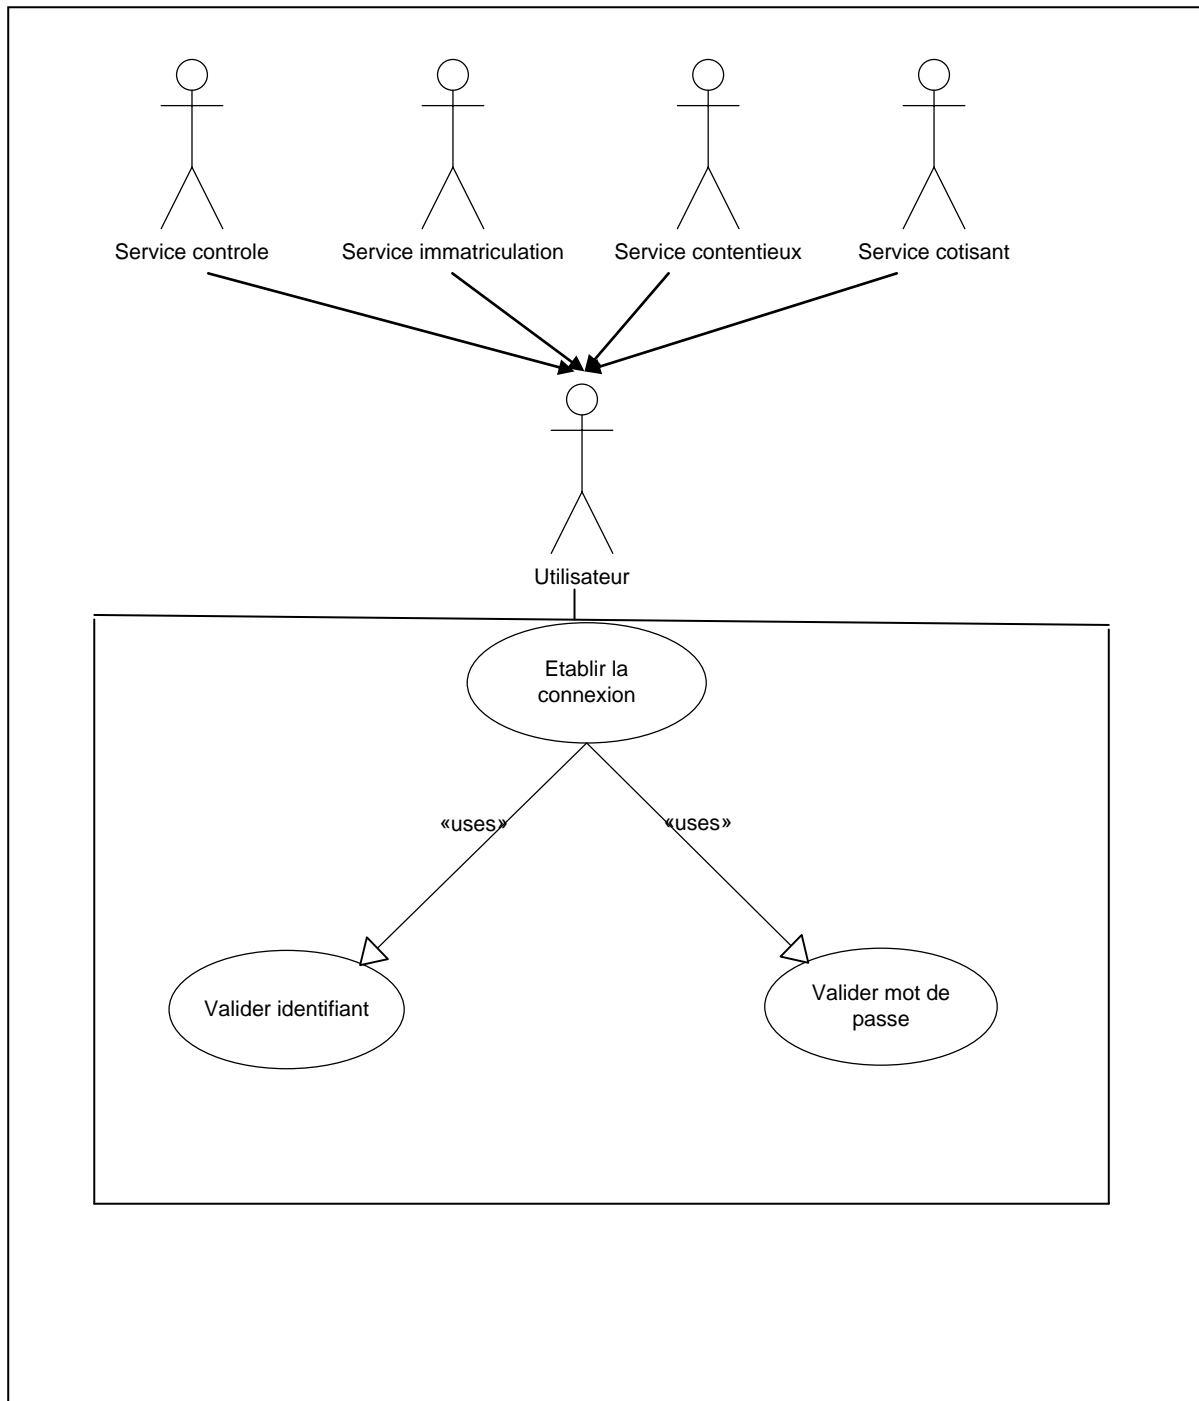 Service controle
Service immatriculation
Service contentieux
Service cotisant
Utilisateur
Etablir la
connexion
«uses»
«uses»
Valider identifiant
Valider mot de
passe